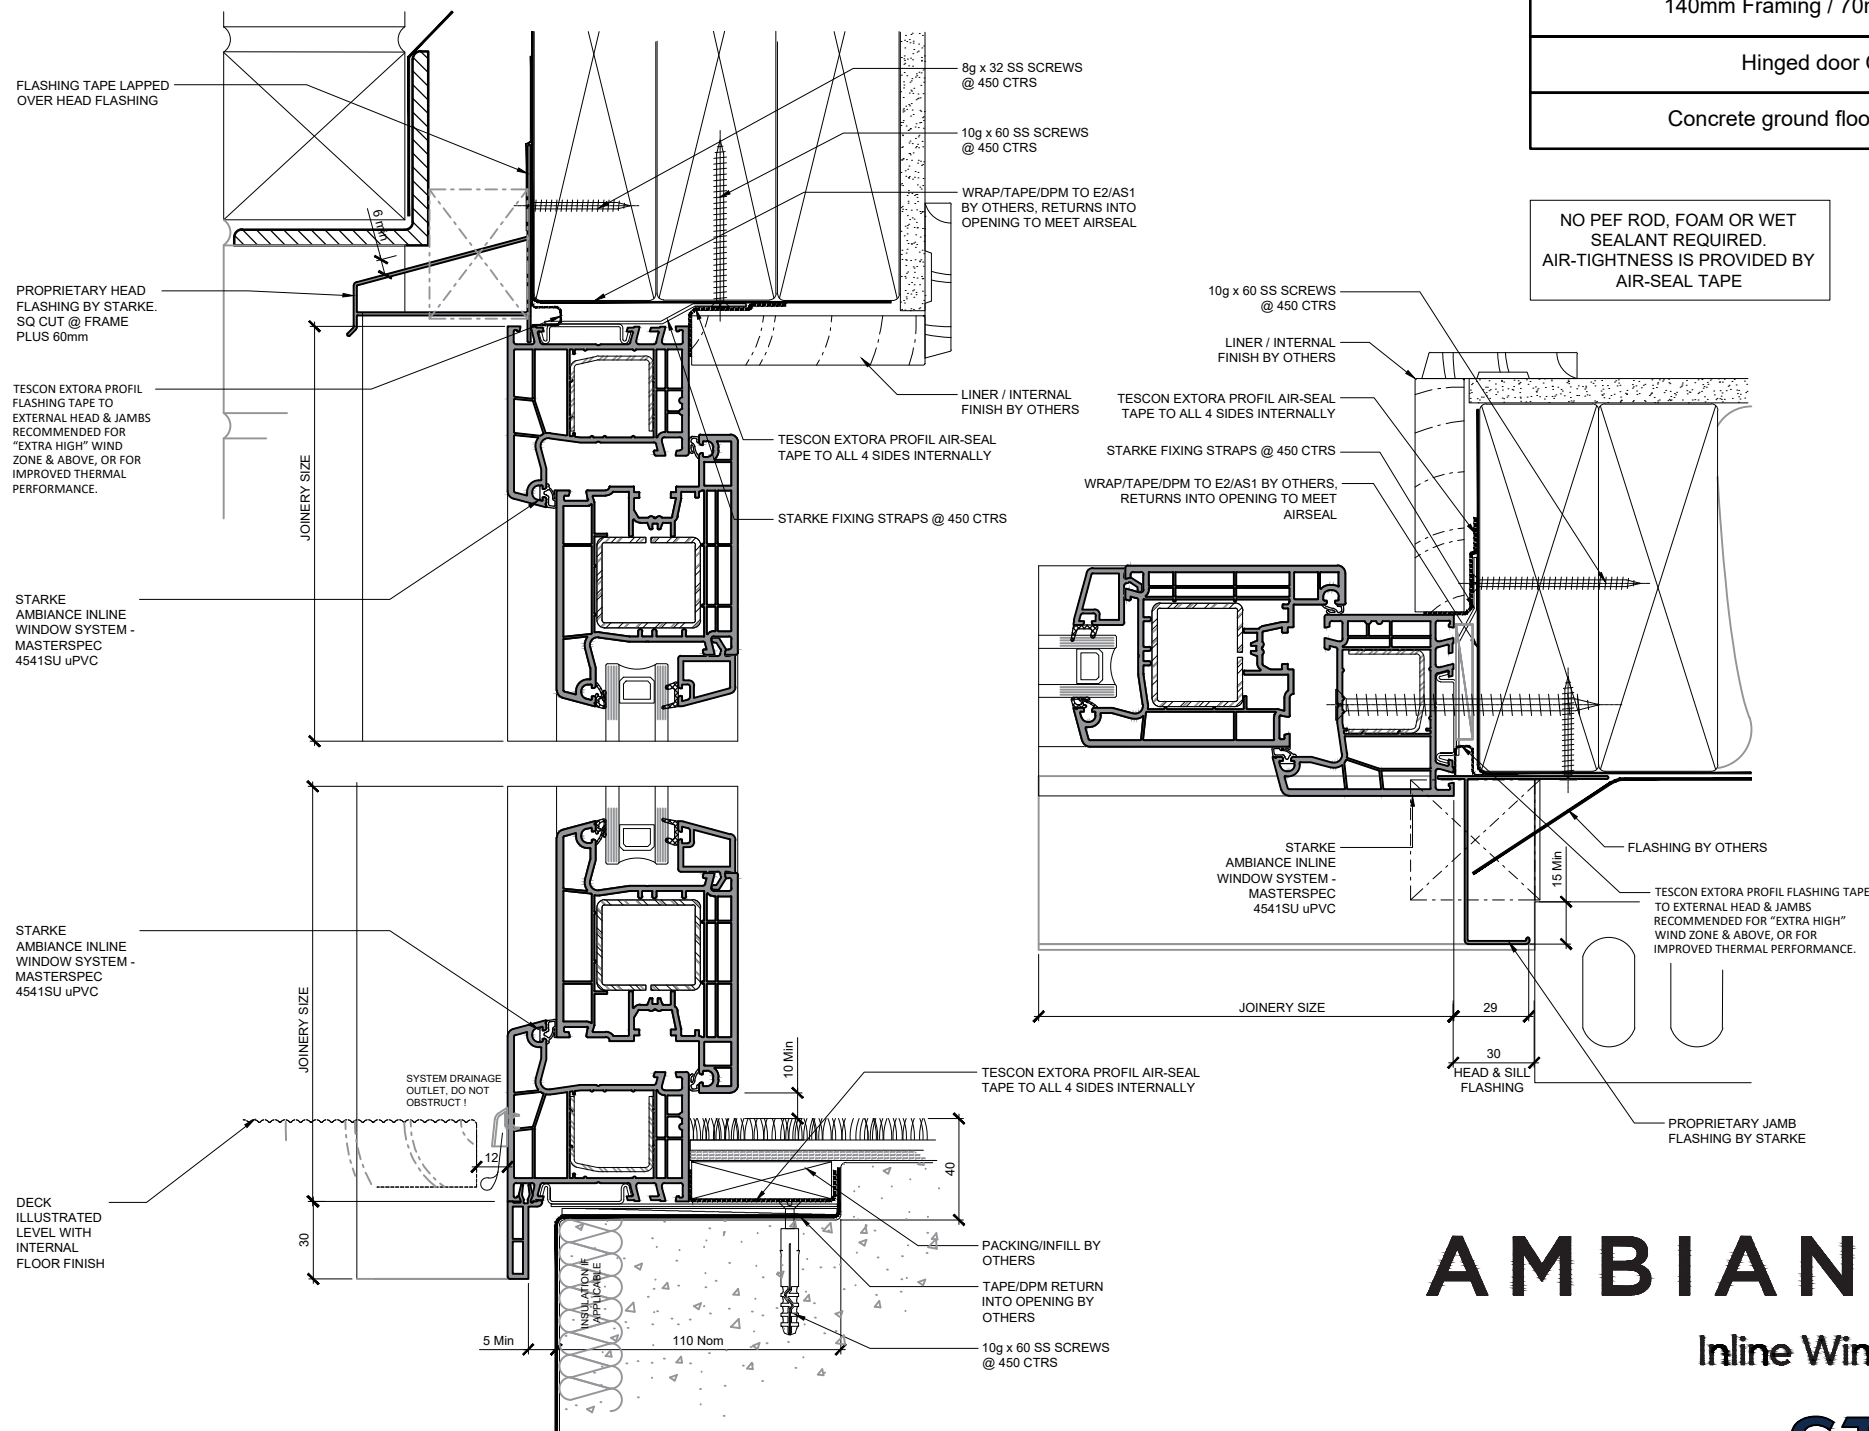 140mm Framing /
Hinged door
Concrete ground
NO PEF ROD, FOAM OR WET
SEALANT REQUIRED.
AIR-TIGHTNESS IS PROVIDED BY
AIR-SEAL TAPE
FLASHING TAPE LAPPED
OVER HEAD FLASHING
8g x 32 SS SCREWS
@ 450 CTRS
10g x 60 SS SCREWS
@ 450 CTRS
WRAP/TAPE/DPM TO E2/AS1
BY OTHERS, RETURNS INTO
OPENING TO MEET AIRSEAL
6 mm
PROPRIETARY HEAD
FLASHING BY STARKE.
SQ CUT @ FRAME
PLUS 60mm
TESCON EXTORA PROFIL
FLASHING TAPE TO
EXTERNAL HEAD & JAMBS
RECOMMENDED FOR
"EXTRA HIGH" WIND
ZONE & ABOVE, OR FOR
IMPROVED THERMAL
PERFORMANCE.
JOINERY SIZE
LINER / INTERNAL
FINISH BY OTHERS
TESCON EXTORA PROFIL AIR-SEAL
TAPE TO ALL 4 SIDES INTERNALLY
STARKE FIXING STRAPS @ 450 CTRS
STARKE
AMBIANCE INLINE
WINDOW SYSTEM -
MASTERSPEC
4541SU uPVC
10g x 60 SS SCREWS
@ 450 CTRS
LINER / INTERNAL
FINISH BY OTHERS
TESCON EXTORA PROFIL AIR-SEAL
TAPE TO ALL 4 SIDES INTERNALLY
STARKE FIXING STRAPS @ 450 CTRS
WRAP/TAPE/DPM TO E2/AS1 BY OTHERS,
RETURNS INTO OPENING TO MEET
AIRSEAL
STARKE
AMBIANCE INLINE
WINDOW SYSTEM -
MASTERSPEC
4541SU uPVC
FLASHING BY OTHERS
15 Min
TESCON EXTORA PROFIL FLASHING TAPE
TO EXTERNAL HEAD & JAMBS
RECOMMENDED FOR "EXTRA HIGH"
WIND ZONE & ABOVE, OR FOR
IMPROVED THERMAL PERFORMANCE.
JOINERY SIZE
29
30
HEAD & SILL
FLASHING
PROPRIETARY JAMB
FLASHING BY STARKE
STARKE
AMBIANCE INLINE
WINDOW SYSTEM -
MASTERSPEC
4541SU uPVC
JOINERY SIZE
SYSTEM DRAINAGE
OUTLET, DO NOT
OBSTRUCT !
10 Min
TESCON EXTORA PROFIL AIR-SEAL
TAPE TO ALL 4 SIDES INTERNALLY
12
40
DECK
ILLUSTRATED
LEVEL WITH
INTERNAL
FLOOR FINISH
30
INSULATION IF
APPLICABLE
PACKING/INFILL BY
OTHERS
TAPE/DPM RETURN
INTO OPENING BY
OTHERS
5 Min
110 Nom
10g x 60 SS SCREWS
@ 450 CTRS
AMBIAN
Inline Win